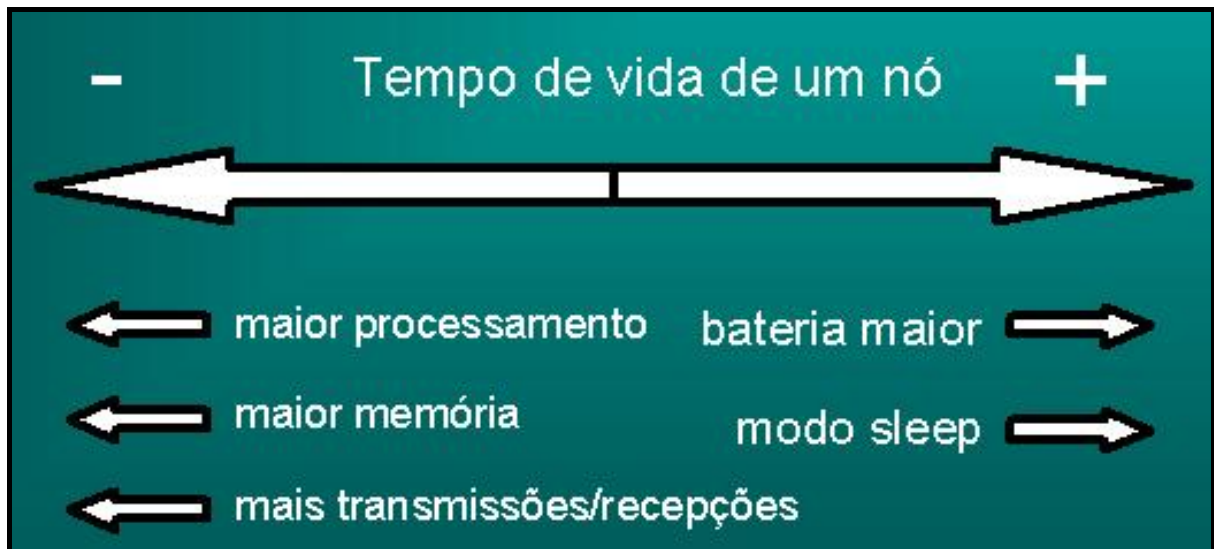 - Tempo de vida de um nó +
maior processamento bateria maior
maior memória modo sleep
mais transmissões/recepções